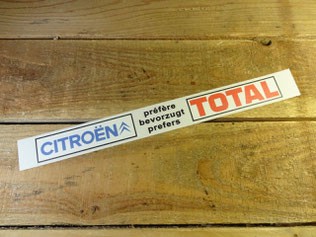 CITROËN
préfère
bevorzugt
prefers
TOTAL